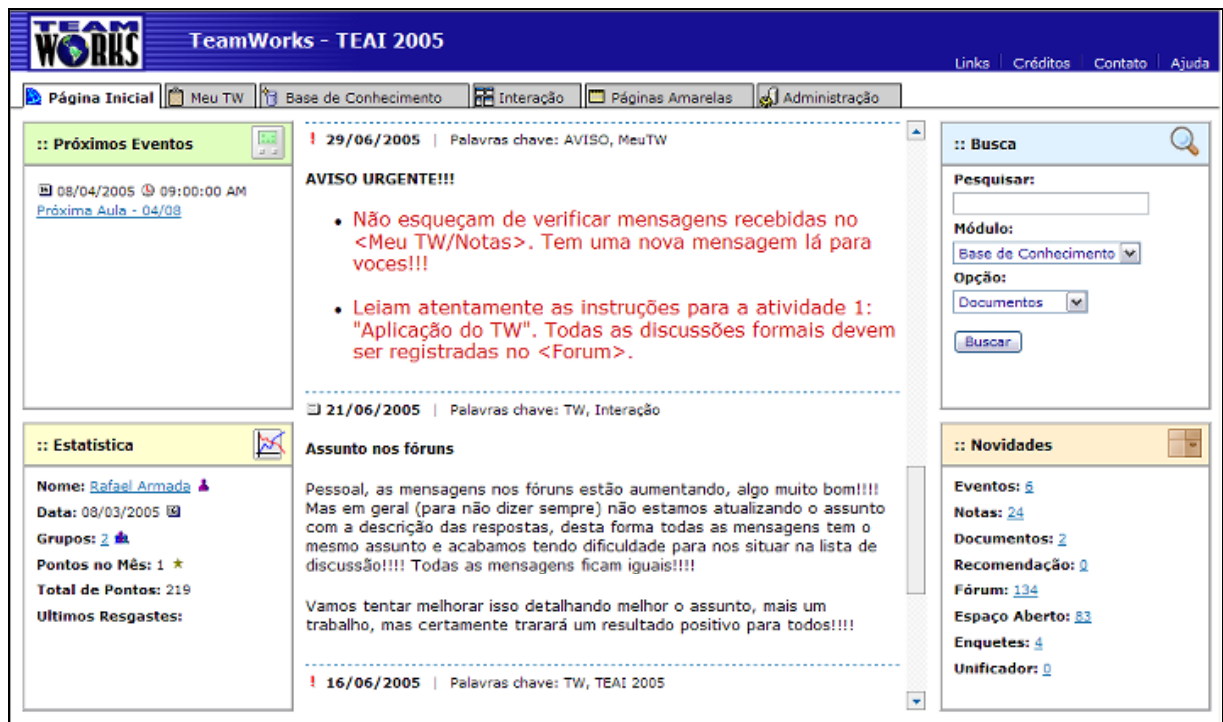 TEAM
WORKS
TeamWorks - TEAI 2005
Links Créditos Contato Ajuda
Página Inicial Meu TW Base de Conhecimento Interação Páginas Amarelas Administração
:: Próximos Eventos
08/04/2005 09:00:00 AM
Próxima Aula - 04/08
:: Estatística
Nome: Rafael Armada
Data: 08/03/2005
Grupos: 2
Pontos no Mês: 1
Total de Pontos: 219
Ultimos Resgastes:
! 29/06/2005 | Palavras chave: AVISO, MeuTW
AVISO URGENTE!!!
• Não esqueçam de verificar mensagens recebidas no
<Meu TW/Notas>. Tem uma nova mensagem lá para
voces!!!
• Leiam atentamente as instruções para a atividade 1:
"Aplicação do TW". Todas as discussões formais devem
ser registradas no <Forum>.
21/06/2005 | Palavras chave: TW, Interação
Assunto nos fóruns
Pessoal, as mensagens nos fóruns estão aumentando, algo muito bom!!!!
Mas em geral (para não dizer sempre) não estamos atualizando o assunto
com a descrição das respostas, desta forma todas as mensagens tem o
mesmo assunto e acabamos tendo dificuldade para nos situar na lista de
discussão!!!! Todas as mensagens ficam iguais!!!!
Vamos tentar melhorar isso detalhando melhor o assunto, mais um
trabalho, mas certamente trarará um resultado positivo para todos!!!!
! 16/06/2005 | Palavras chave: TW, TEAI 2005
:: Busca
Pesquisar:
Módulo:
Base de Conhecimento
Opção:
Documentos
Buscar
:: Novidades
Eventos: 6
Notas: 24
Documentos: 2
Recomendação: 0
Fórum: 134
Espaço Aberto: 83
Enquetes: 4
Unificador: 0